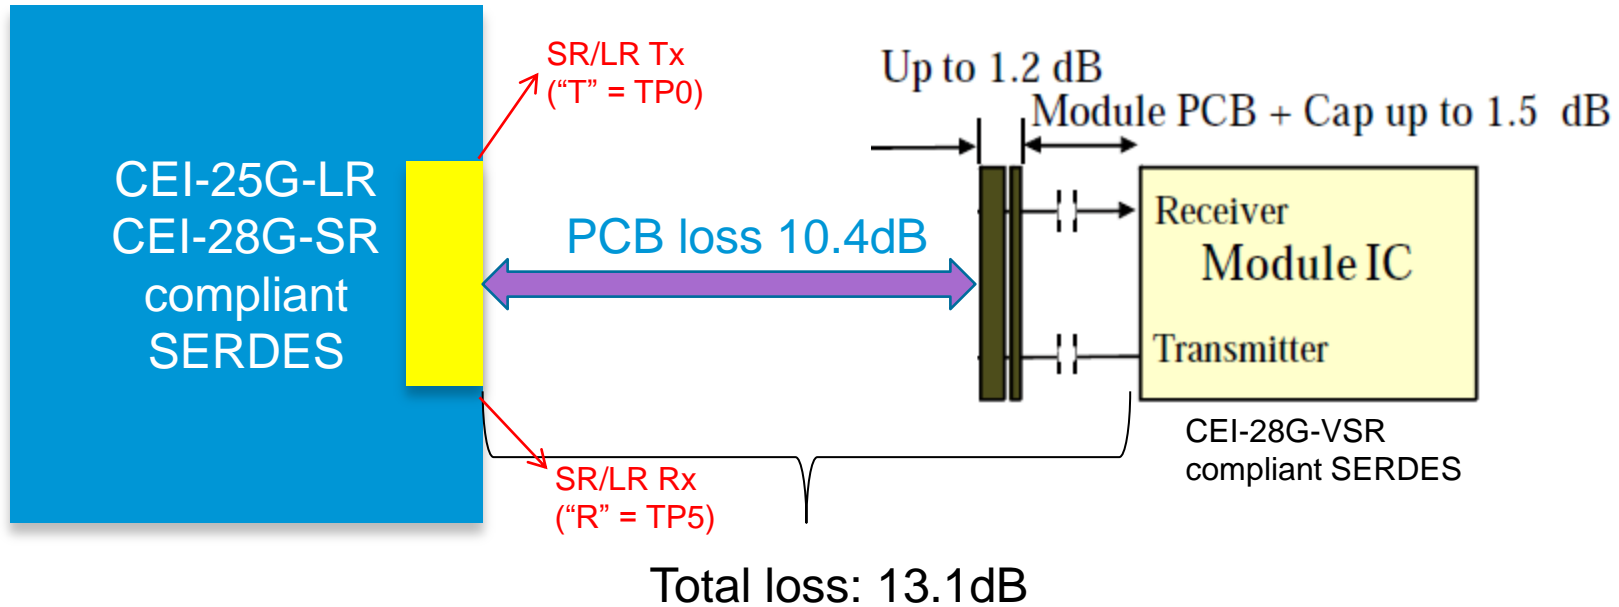 SR/LR Tx
(“T” = TP0)
Up to 1.2 dB
Module PCB + Cap up to 1.5 dB
CEI-25G-LR
CEI-28G-SR
compliant
SERDES
PCB loss 10.4dB
Receiver
Module IC
Transmitter
CEI-28G-VSR
compliant SERDES
SR/LR Rx
(“R” = TP5)
Total loss: 13.1dB